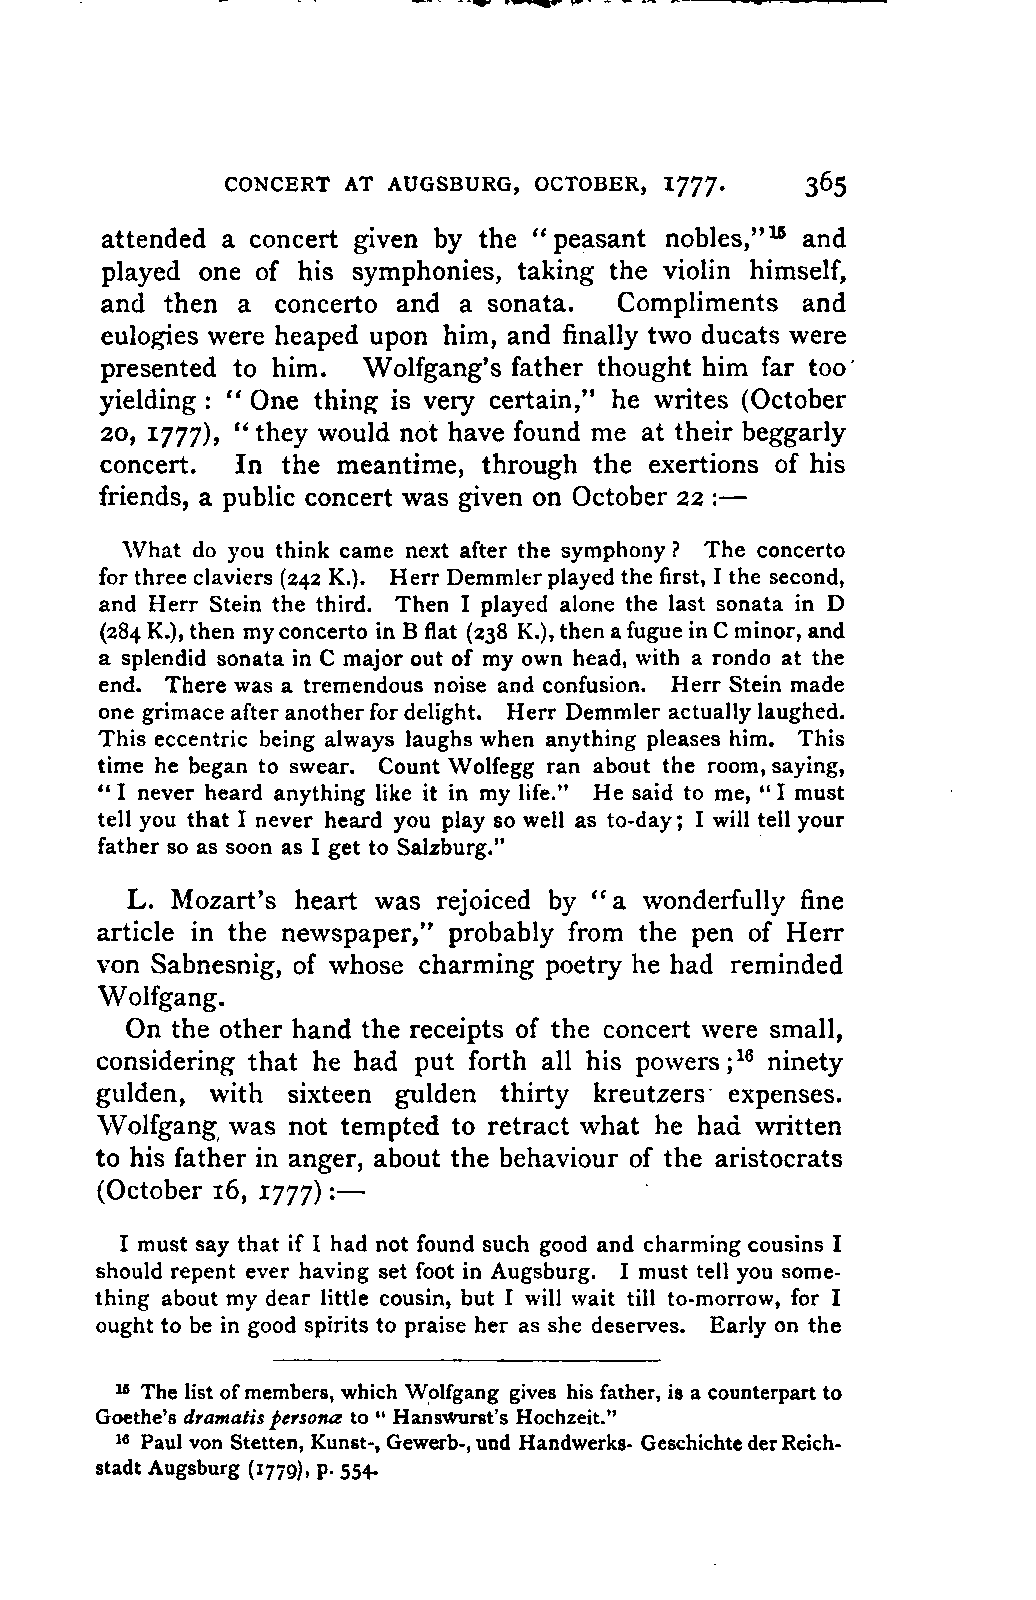 CONCERT AT AUGSBURG, OCTOBER, 1777. 365
attended a concert given by the “peasant nobles,”15 and
played one of his symphonies, taking the violin himself,
and then a concerto and a sonata. Compliments and
eulogies were heaped upon him, and finally two ducats were
presented to him. Wolfgang's father thought him far too
yielding: “One thing is very certain,” he writes (October
20, 1777), “they would not have found me at their beggarly
concert. In the meantime, through the exertions of his
friends, a public concert was given on October 22 :—
What do you think came next after the symphony? The concerto
for three claviers (242 K.). Herr Demmler played the first, I the second,
and Herr Stein the third. Then I played alone the last sonata in D
(284 K.), then my concerto in B flat (238 K.), then a fugue in C minor, and
a splendid sonata in C major out of my own head, with a rondo at the
end. There was a tremendous noise and confusion. Herr Stein made
one grimace after another for delight. Herr Demmler actually laughed.
This eccentric being always laughs when anything pleases him. This
time he began to swear. Count Wolfegg ran about the room, saying,
“I never heard anything like it in my life.” He said to me, “I must
tell you that I never heard you play so well as to-day; I will tell your
father so as soon as I get to Salzburg.”
L. Mozart's heart was rejoiced by “a wonderfully fine
article in the newspaper,” probably from the pen of Herr
von Sabnesnig, of whose charming poetry he had reminded
Wolfgang.
On the other hand the receipts of the concert were small,
considering that he had put forth all his powers;16 ninety
gulden, with sixteen gulden thirty kreutzers expenses.
Wolfgang was not tempted to retract what he had written
to his father in anger, about the behaviour of the aristocrats
(October 16, 1777) :—
I must say that if I had not found such good and charming cousins I
should repent ever having set foot in Augsburg. I must tell you some-
thing about my dear little cousin, but I will wait till to-morrow, for I
ought to be in good spirits to praise her as she deserves. Early on the
15 The list of members, which Wolfgang gives his father, is a counterpart to
Goethe's dramatis personæ to “Hanswurst's Hochzeit.”
16 Paul von Stetten, Kunst-, Gewerb-, und Handwerks- Geschichte der Reich-
stadt Augsburg (1779), p. 554.